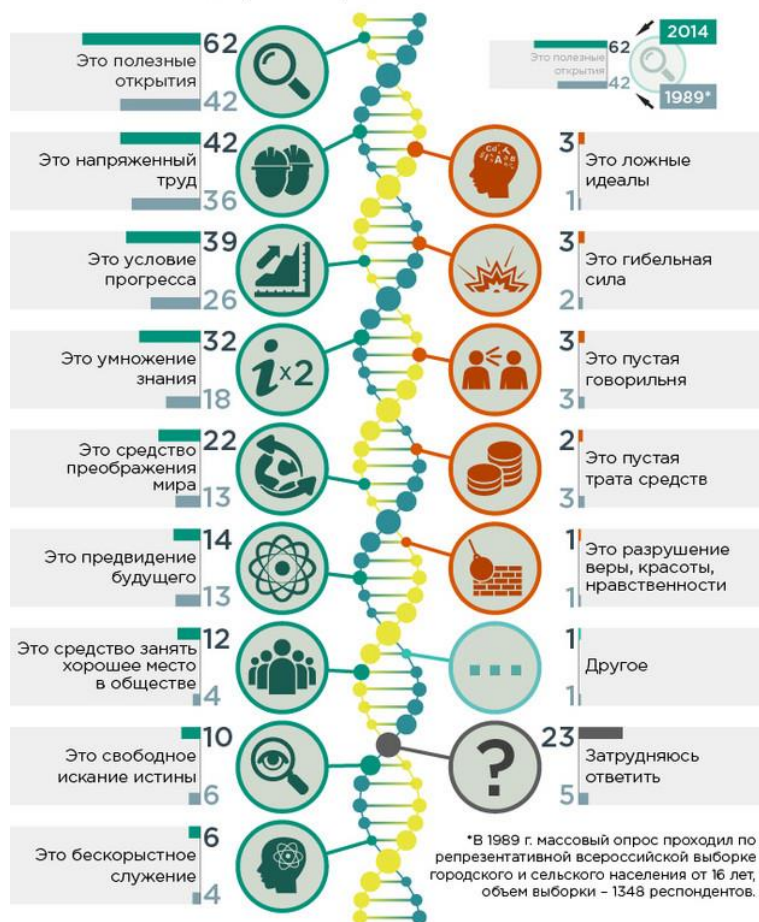 62
Это полезные
открытия
42
62
Это полезные
открытия
42
2014
1989*
42
Это напряженный
труд
36
3
Это ложные
идеалы
1
39
Это условие
прогресса
26
3
Это гибельная
сила
2
32
Это умножение
знания
18
i x2
3
Это пустая
говорильня
3
22
Это средство
преображения
мира
13
2
Это пустая
трата средств
3
14
Это предвидение
будущего
13
1
Это разрушение
веры, красоты,
нравственности
1
12
Это средство занять
хорошее место
в обществе
4
...
1
Другое
1
10
Это свободное
искание истины
6
?
23
Затрудняюсь
ответить
5
6
Это бескорыстное
служение
4
*В 1989 г. массовый опрос проходил по
репрезентативной всероссийской выборке
городского и сельского населения от 16 лет,
объем выборки – 1348 респондентов.